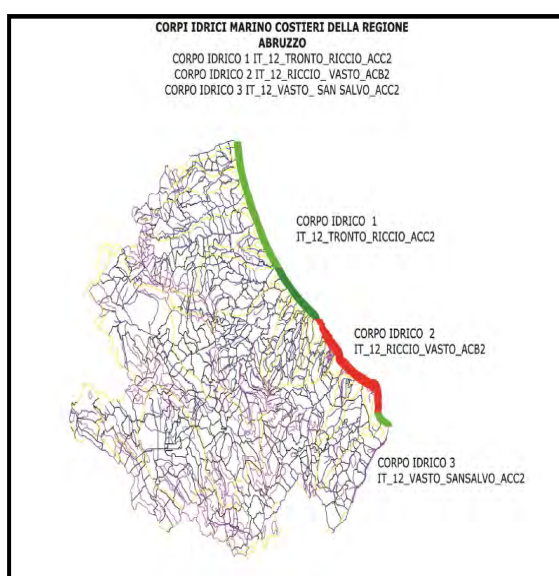 CORPI IDRICI MARINO COSTIERI DELLA REGIONE
ABRUZZO
CORPO IDRICO 1 IT_12_TRONTO_RICCIO_ACC2
CORPO IDRICO 2 IT_12_RICCIO_ VASTO_ACB2
CORPO IDRICO 3 IT_12_VASTO_ SAN SALVO_ACC2
CORPO IDRICO 1
IT_12_TRONTO_RICCIO_ACC2
CORPO IDRICO 2
IT_12_RICCIO_VASTO_ACB2
CORPO IDRICO 3
IT_12_VASTO_SANSALVO_ACC2